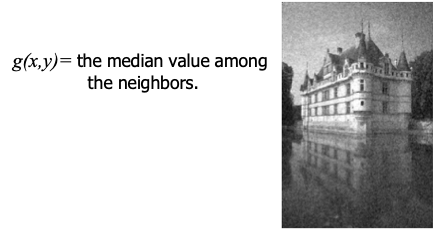 g(x,y)= the median value among
the neighbors.